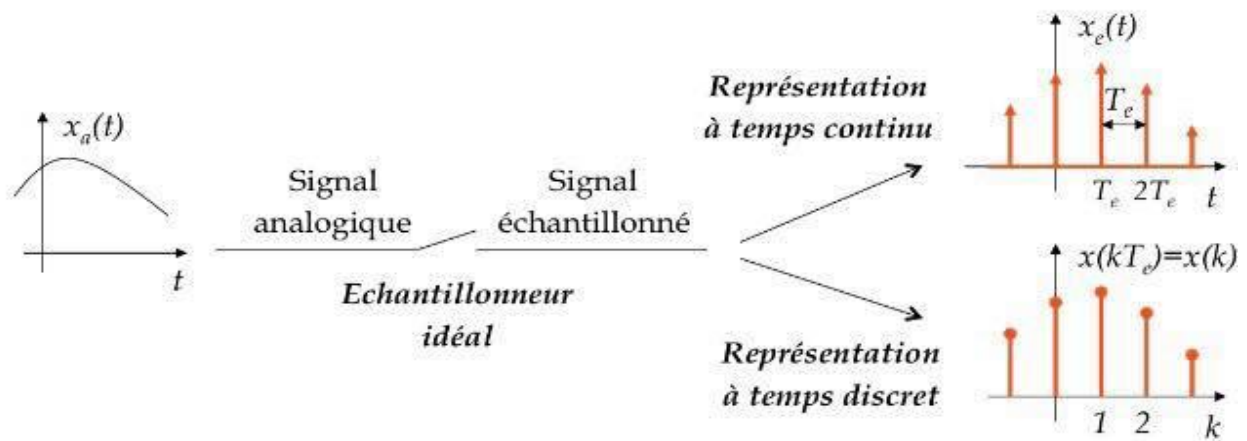 x_a(t)
t
Signal
analogique
Signal
échantillonné
Echantillonneur
idéal
Représentation
à temps continu
x_e(t)
T_e
T_e 2T_e t
Représentation
à temps discret
x(kT_e)=x(k)
1 2 k